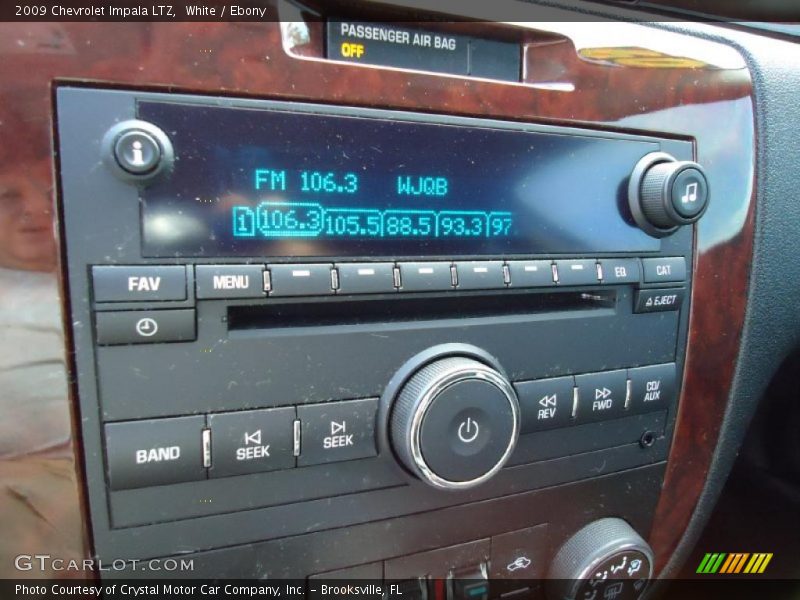 2009 Chevrolet Impala LTZ, White / Ebony
PASSENGER AIR BAG
OFF
i
FM 106.3 WJQB
1 106.3 105.5 88.5 93.3 97
FAV MENU EQ CAT
EJECT
BAND SEEK SEEK REV FWD CD/AUX
GTCARLOT.COM
Photo Courtesy of Crystal Motor Car Company, Inc. – Brooksville, FL